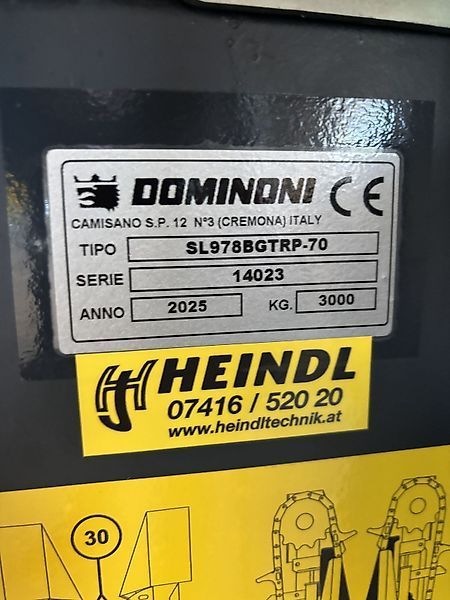 DOMINONI CE
CAMISANO S.P. 12 N°3 (CREMONA) ITALY
TIPO SL978BGTRP-70
SERIE 14023
ANNO 2025 KG. 3000
HEINDL
07416 / 520 20
www.heindltechnik.at
30